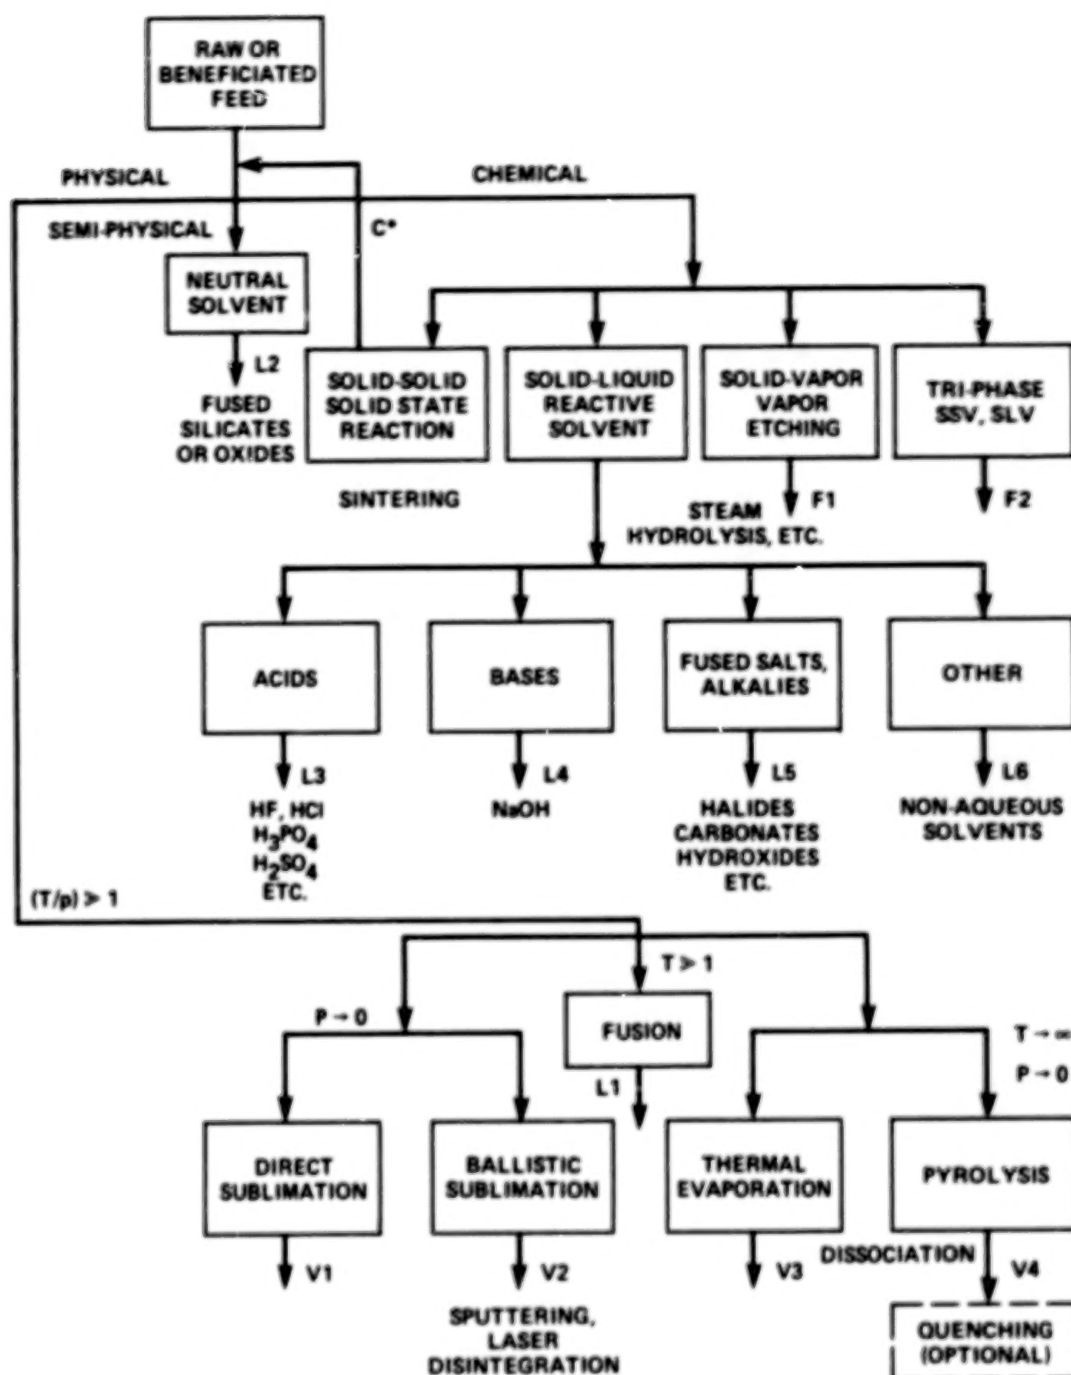 RAW OR
BENEFICIATED
FEED
PHYSICAL
CHEMICAL
SEMI-PHYSICAL
C*
NEUTRAL
SOLVENT
L2
FUSED
SILICATES
OR OXIDES
SOLID-SOLID
SOLID STATE
REACTION
SOLID-LIQUID
REACTIVE
SOLVENT
SOLID-VAPOR
VAPOR
ETCHING
TRI-PHASE
SSV, SLV
SINTERING
F1
F2
STEAM
HYDROLYSIS, ETC.
ACIDS
BASES
FUSED SALTS,
ALKALIES
OTHER
L3
L4
L5
L6
HF, HCl
H3PO4
H2SO4
ETC.
NaOH
HALIDES
CARBONATES
HYDROXIDES
ETC.
NON-AQUEOUS
SOLVENTS
(T/p) > 1
T > 1
P → 0
FUSION
T → ∞
P → 0
L1
DIRECT
SUBLIMATION
BALLISTIC
SUBLIMATION
THERMAL
EVAPORATION
PYROLYSIS
V1
V2
V3
DISSOCIATION
V4
SPUTTERING,
LASER
DISINTEGRATION
QUENCHING
(OPTIONAL)